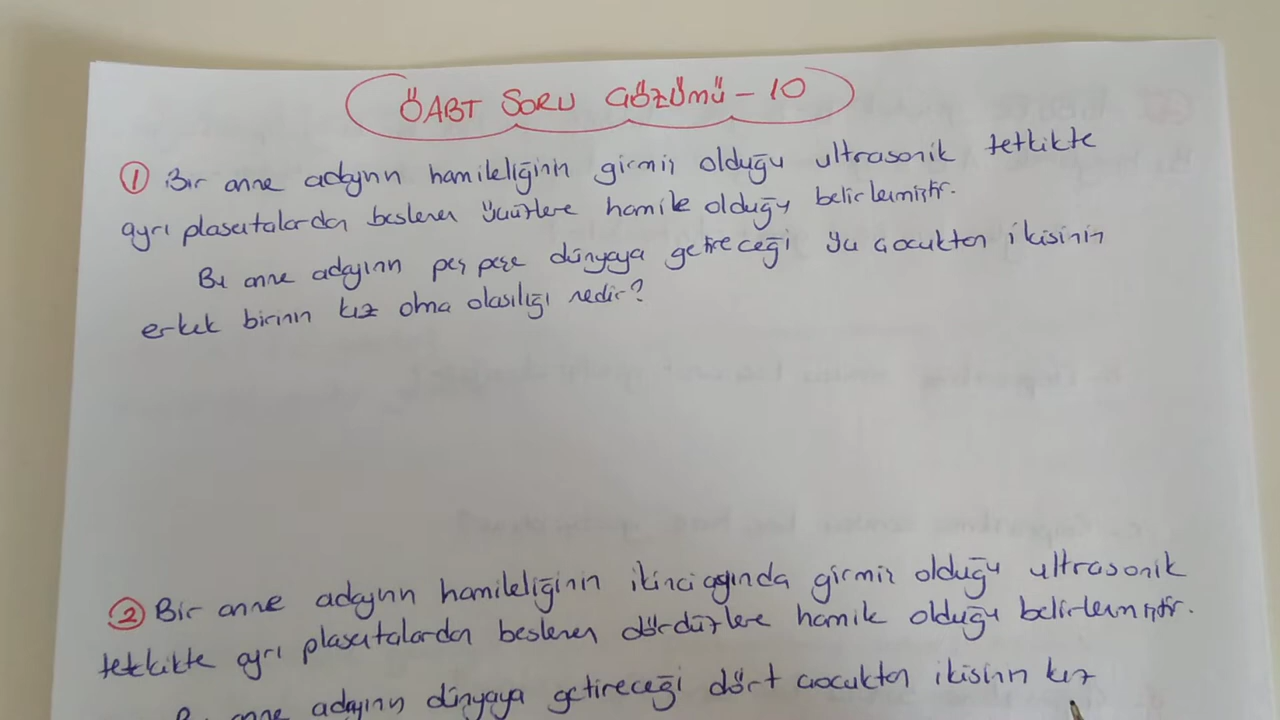 ÖABT SORU ÇÖZÜMÜ - 10
① Bir anne adayının hamileliğinin girmiş olduğu ultrasonik tetkikte
ayrı plasentalardan beslenen üçüzlere hamile olduğu belirlenmiştir.
Bu anne adayının peş peşe dünyaya getireceği üç çocuktan ikisinin
erkek birinin kız olma olasılığı nedir?
② Bir anne adayının hamileliğinin ikinci ayında girmiş olduğu ultrasonik
tetkikte ayrı plasentalardan beslenen dördüzlere hamile olduğu belirlenmiştir.
Bu anne adayının dünyaya getireceği dört çocuktan ikisinin kız